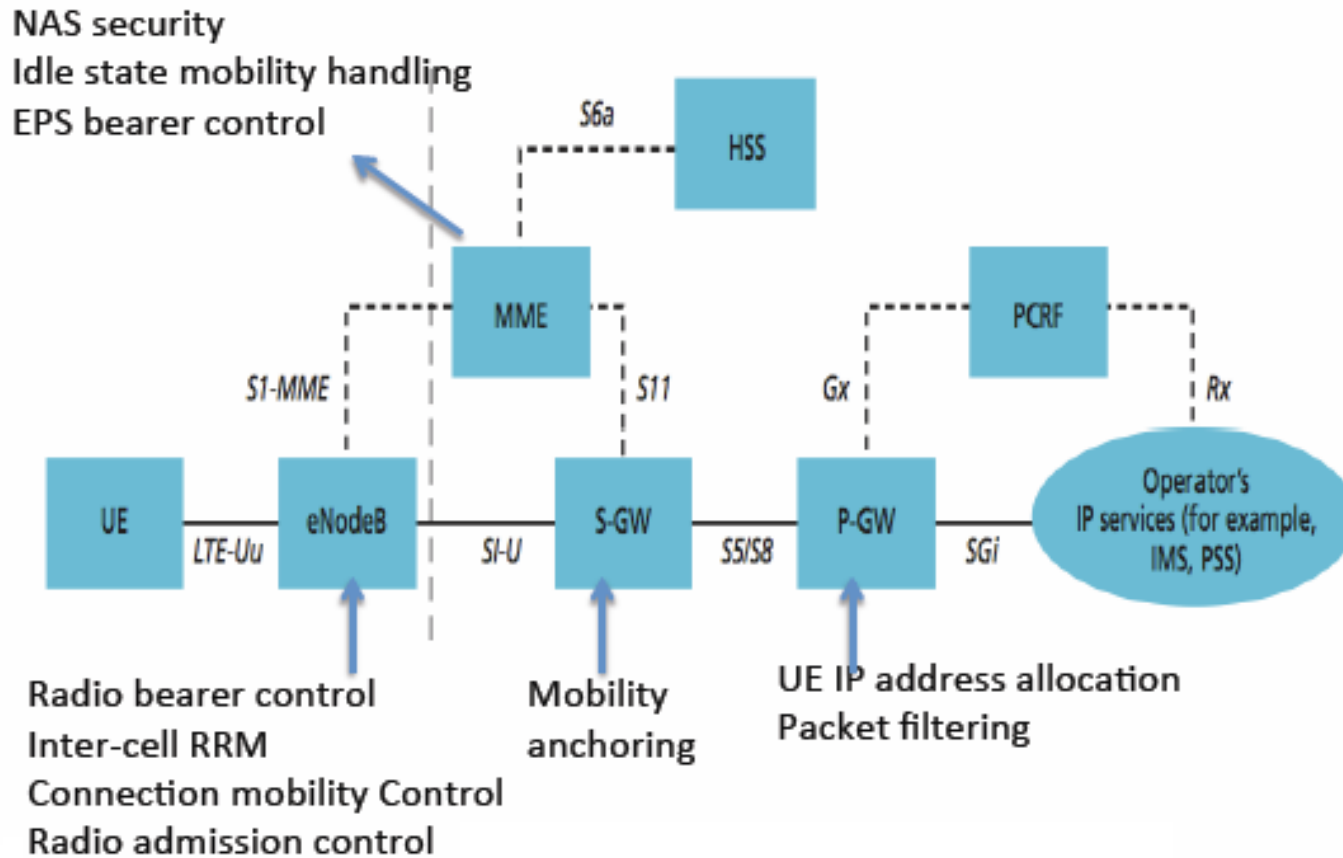 NAS security
Idle state mobility handling
EPS bearer control
S6a
HSS
MME
PCRF
S1-MME
S11
Gx
Rx
UE
eNodeB
S-GW
P-GW
Operator's
IP services (for example,
IMS, PSS)
LTE-Uu
SI-U
S5/S8
SGi
Radio bearer control
Inter-cell RRM
Connection mobility Control
Radio admission control
Mobility
anchoring
UE IP address allocation
Packet filtering